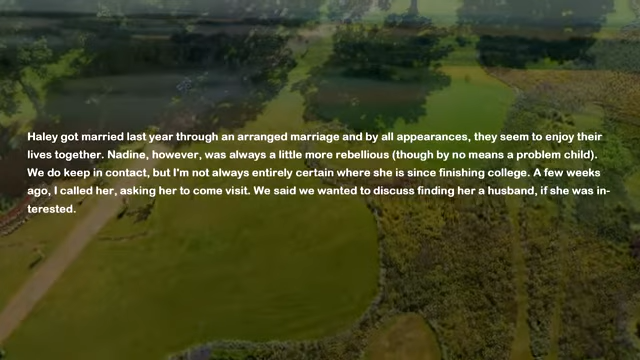 Haley got married last year through an arranged marriage and by all appearances, they seem to enjoy their
lives together. Nadine, however, was always a little more rebellious (though by no means a problem child).
We do keep in contact, but I'm not always entirely certain where she is since finishing college. A few weeks
ago, I called her, asking her to come visit. We said we wanted to discuss finding her a husband, if she was in-
terested.